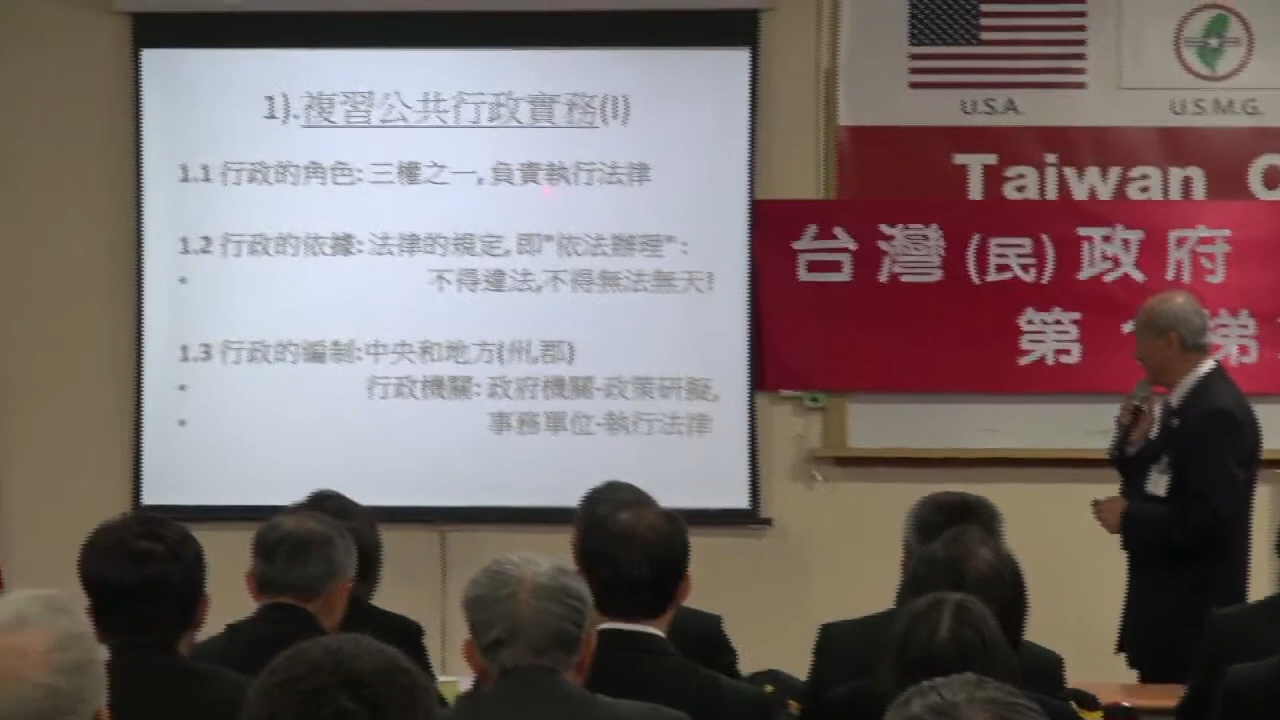 1).複習公共行政實務(I)
1.1 行政的角色: 三權之一, 負責執行法律
1.2 行政的依據: 法律的規定, 即"依法辦理" :
• 不得違法,不得無法無天!
1.3 行政的編制:中央和地方(州,郡)
• 行政機關: 政府機關-政策研擬,
• 事務單位-執行法律
U.S.A.
U.S.M.G.
Taiwan C
台灣(民)政府
第 梯